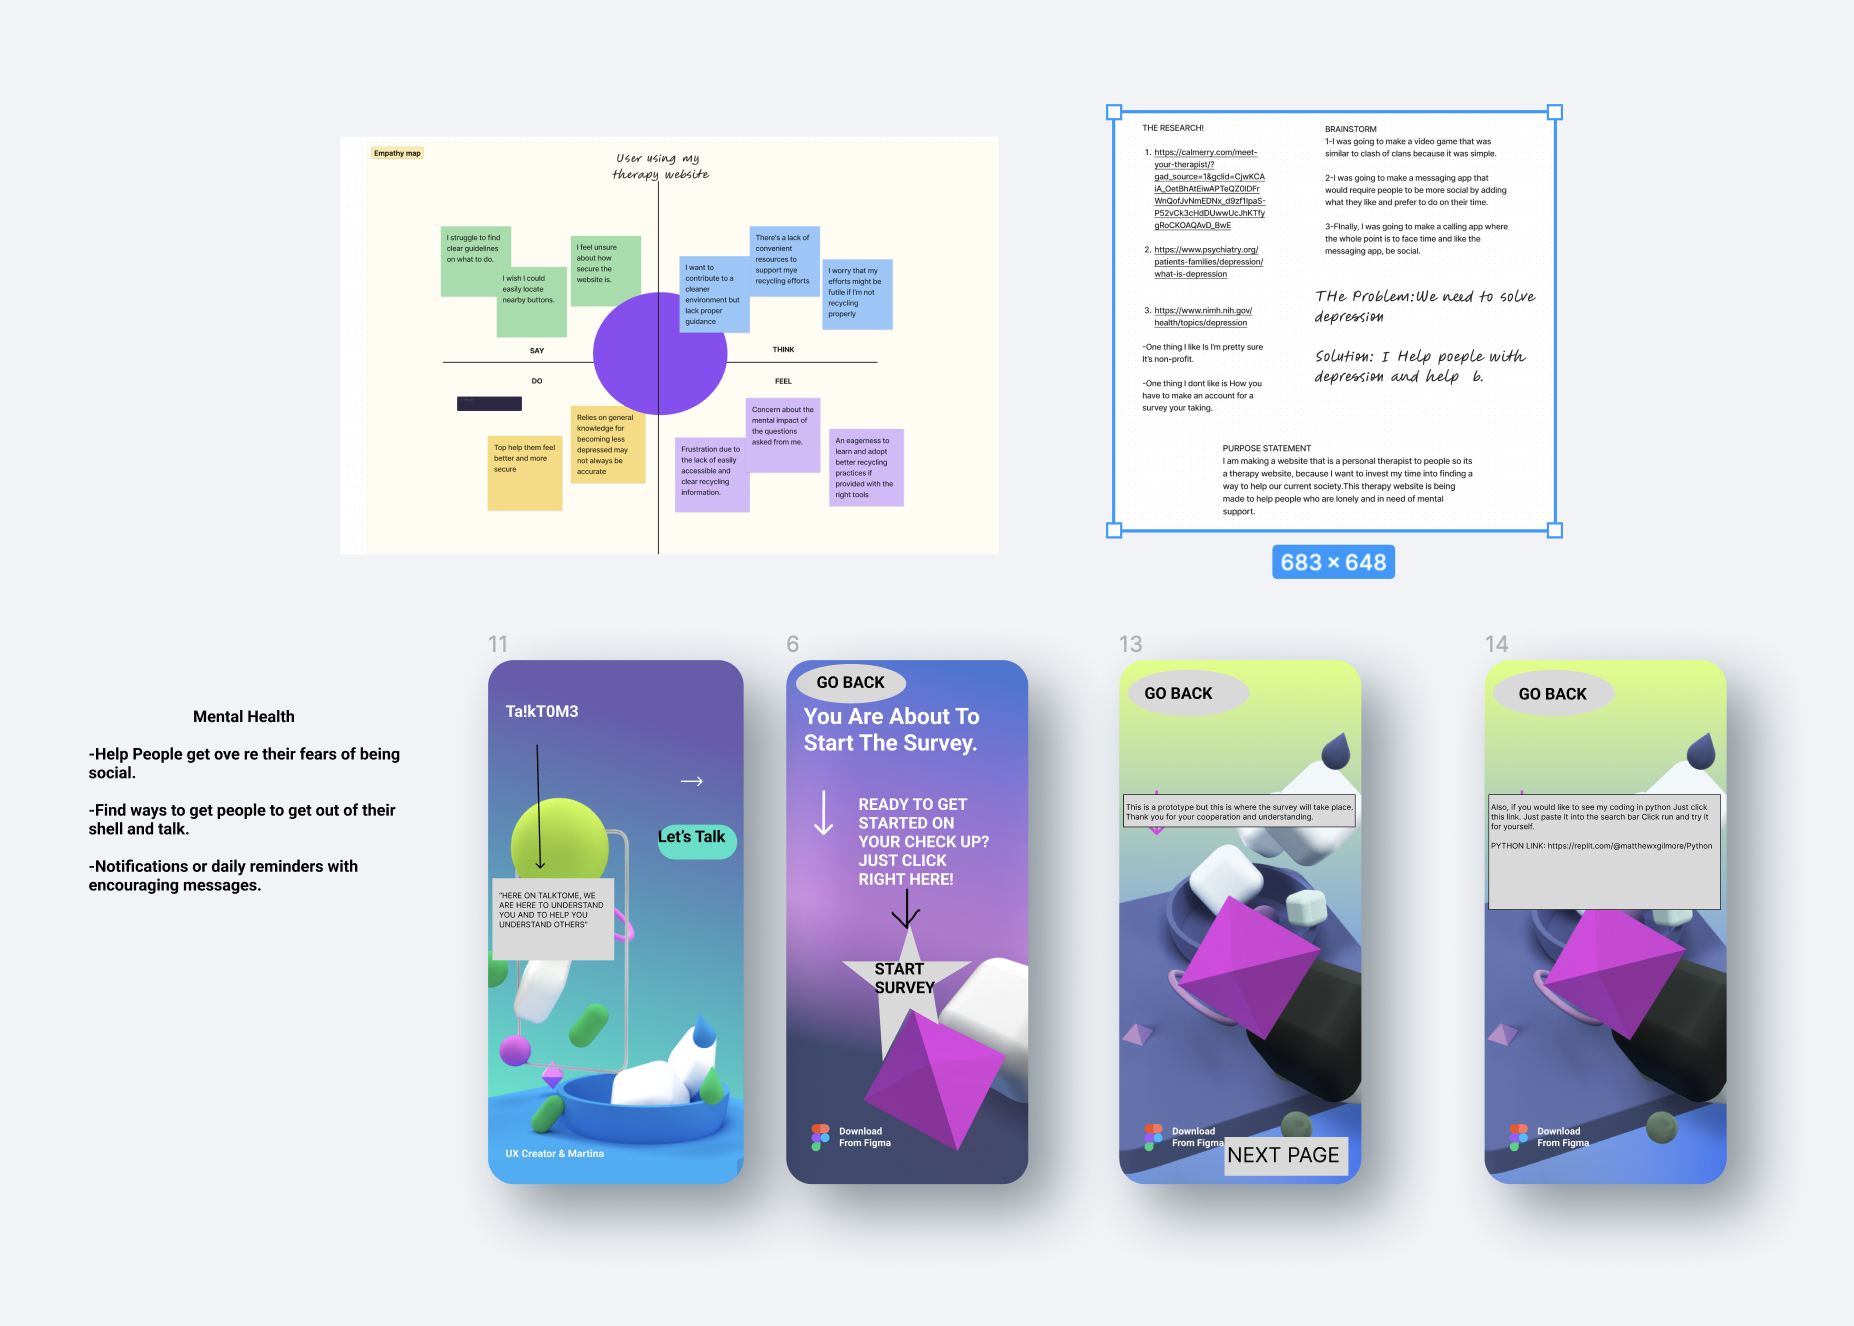 Empathy map
User using my
therapy website
I struggle to find
clear guidelines
on what to do.
I wish I could
easily locate
nearby buttons.
I feel unsure
about how
secure the
website is.
I want to
contribute to a
cleaner
environment but
lack proper
guidance
There's a lack of
convenient
resources to
support mye
recycling efforts
I worry that my
efforts might be
futile if I'm not
recycling
properly
SAY
THINK
DO
FEEL
Top help them feel
better and more
secure
Relies on general
knowledge for
becoming less
depressed may
not always be
accurate
Frustration due to
the lack of easily
accessible and
clear recycling
information.
Concern about the
mental impact of
the questions
asked from me.
An eagerness to
learn and adopt
better recycling
practices if
provided with the
right tools
THE RESEARCH!
1. https://calmerry.com/meet-
your-therapist/?
gad_source=1&gclid=CjwKCA
iA_OetBhAtEiwAPTeQZ0lDFr
WnQofJvNmEDNx_d9zf1IpaS-
P52vCk3cHdDUwwUcJhKTfy
gRoCKOAQAvD_BwE
2. https://www.psychiatry.org/
patients-families/depression/
what-is-depression
3. https://www.nimh.nih.gov/
health/topics/depression
-One thing I like Is I'm pretty sure
It's non-profit.
-One thing I dont like is How you
have to make an account for a
survey your taking.
BRAINSTORM
1-I was going to make a video game that was
similar to clash of clans because it was simple.
2-I was going to make a messaging app that
would require people to be more social by adding
what they like and prefer to do on their time.
3-FInally, I was going to make a calling app where
the whole point is to face time and like the
messaging app, be social.
THe Problem:We need to solve
depression
Solution: I Help poeple with
depression and help b.
PURPOSE STATEMENT
I am making a website that is a personal therapist to people so its
a therapy website, because I want to invest my time into finding a
way to help our current society.This therapy website is being
made to help people who are lonely and in need of mental
support.
683 × 648
Mental Health
-Help People get ove re their fears of being
social.
-Find ways to get people to get out of their
shell and talk.
-Notifications or daily reminders with
encouraging messages.
11
Ta!kT0M3
Let's Talk
"HERE ON TALKTOME, WE
ARE HERE TO UNDERSTAND
YOU AND TO HELP YOU
UNDERSTAND OTHERS"
UX Creator & Martina
6
GO BACK
You Are About To
Start The Survey.
READY TO GET
STARTED ON
YOUR CHECK UP?
JUST CLICK
RIGHT HERE!
START
SURVEY
Download
From Figma
13
GO BACK
This is a prototype but this is where the survey will take place.
Thank you for your cooperation and understanding.
Download
From Figma
NEXT PAGE
14
GO BACK
Also, if you would like to see my coding in python Just click
this link. Just paste it into the search bar Click run and try it
for yourself.
PYTHON LINK: https://replit.com/@matthewxgilmore/Python
Download
From Figma